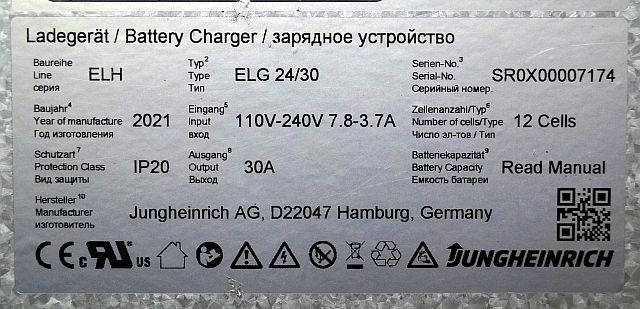 Ladegerät / Battery Charger / зарядное устройство
Baureihe
Line
серия
ELH
Typ²
Type
Тип
ELG 24/30
Serien-No.³
Serial-No.
Серийный номер.
SR0X00007174
Baujahr⁴
Year of manufacture
Год изготовления
2021
Eingang⁵
Input
вход
110V-240V 7.8-3.7A
Zellenanzahl/Typ⁶
Number of cells/Type
Число эл-тов / Тип
12 Cells
Schutzart⁷
Protection Class
Вид защиты
IP20
Ausgang⁸
Output
Выход
30A
Batteriekapazität⁹
Battery Capacity
Емкость батареи
Read Manual
Hersteller¹⁰
Manufacturer
изготовитель
Jungheinrich AG, D22047 Hamburg, Germany
CE c UR us JUNGHEINRICH